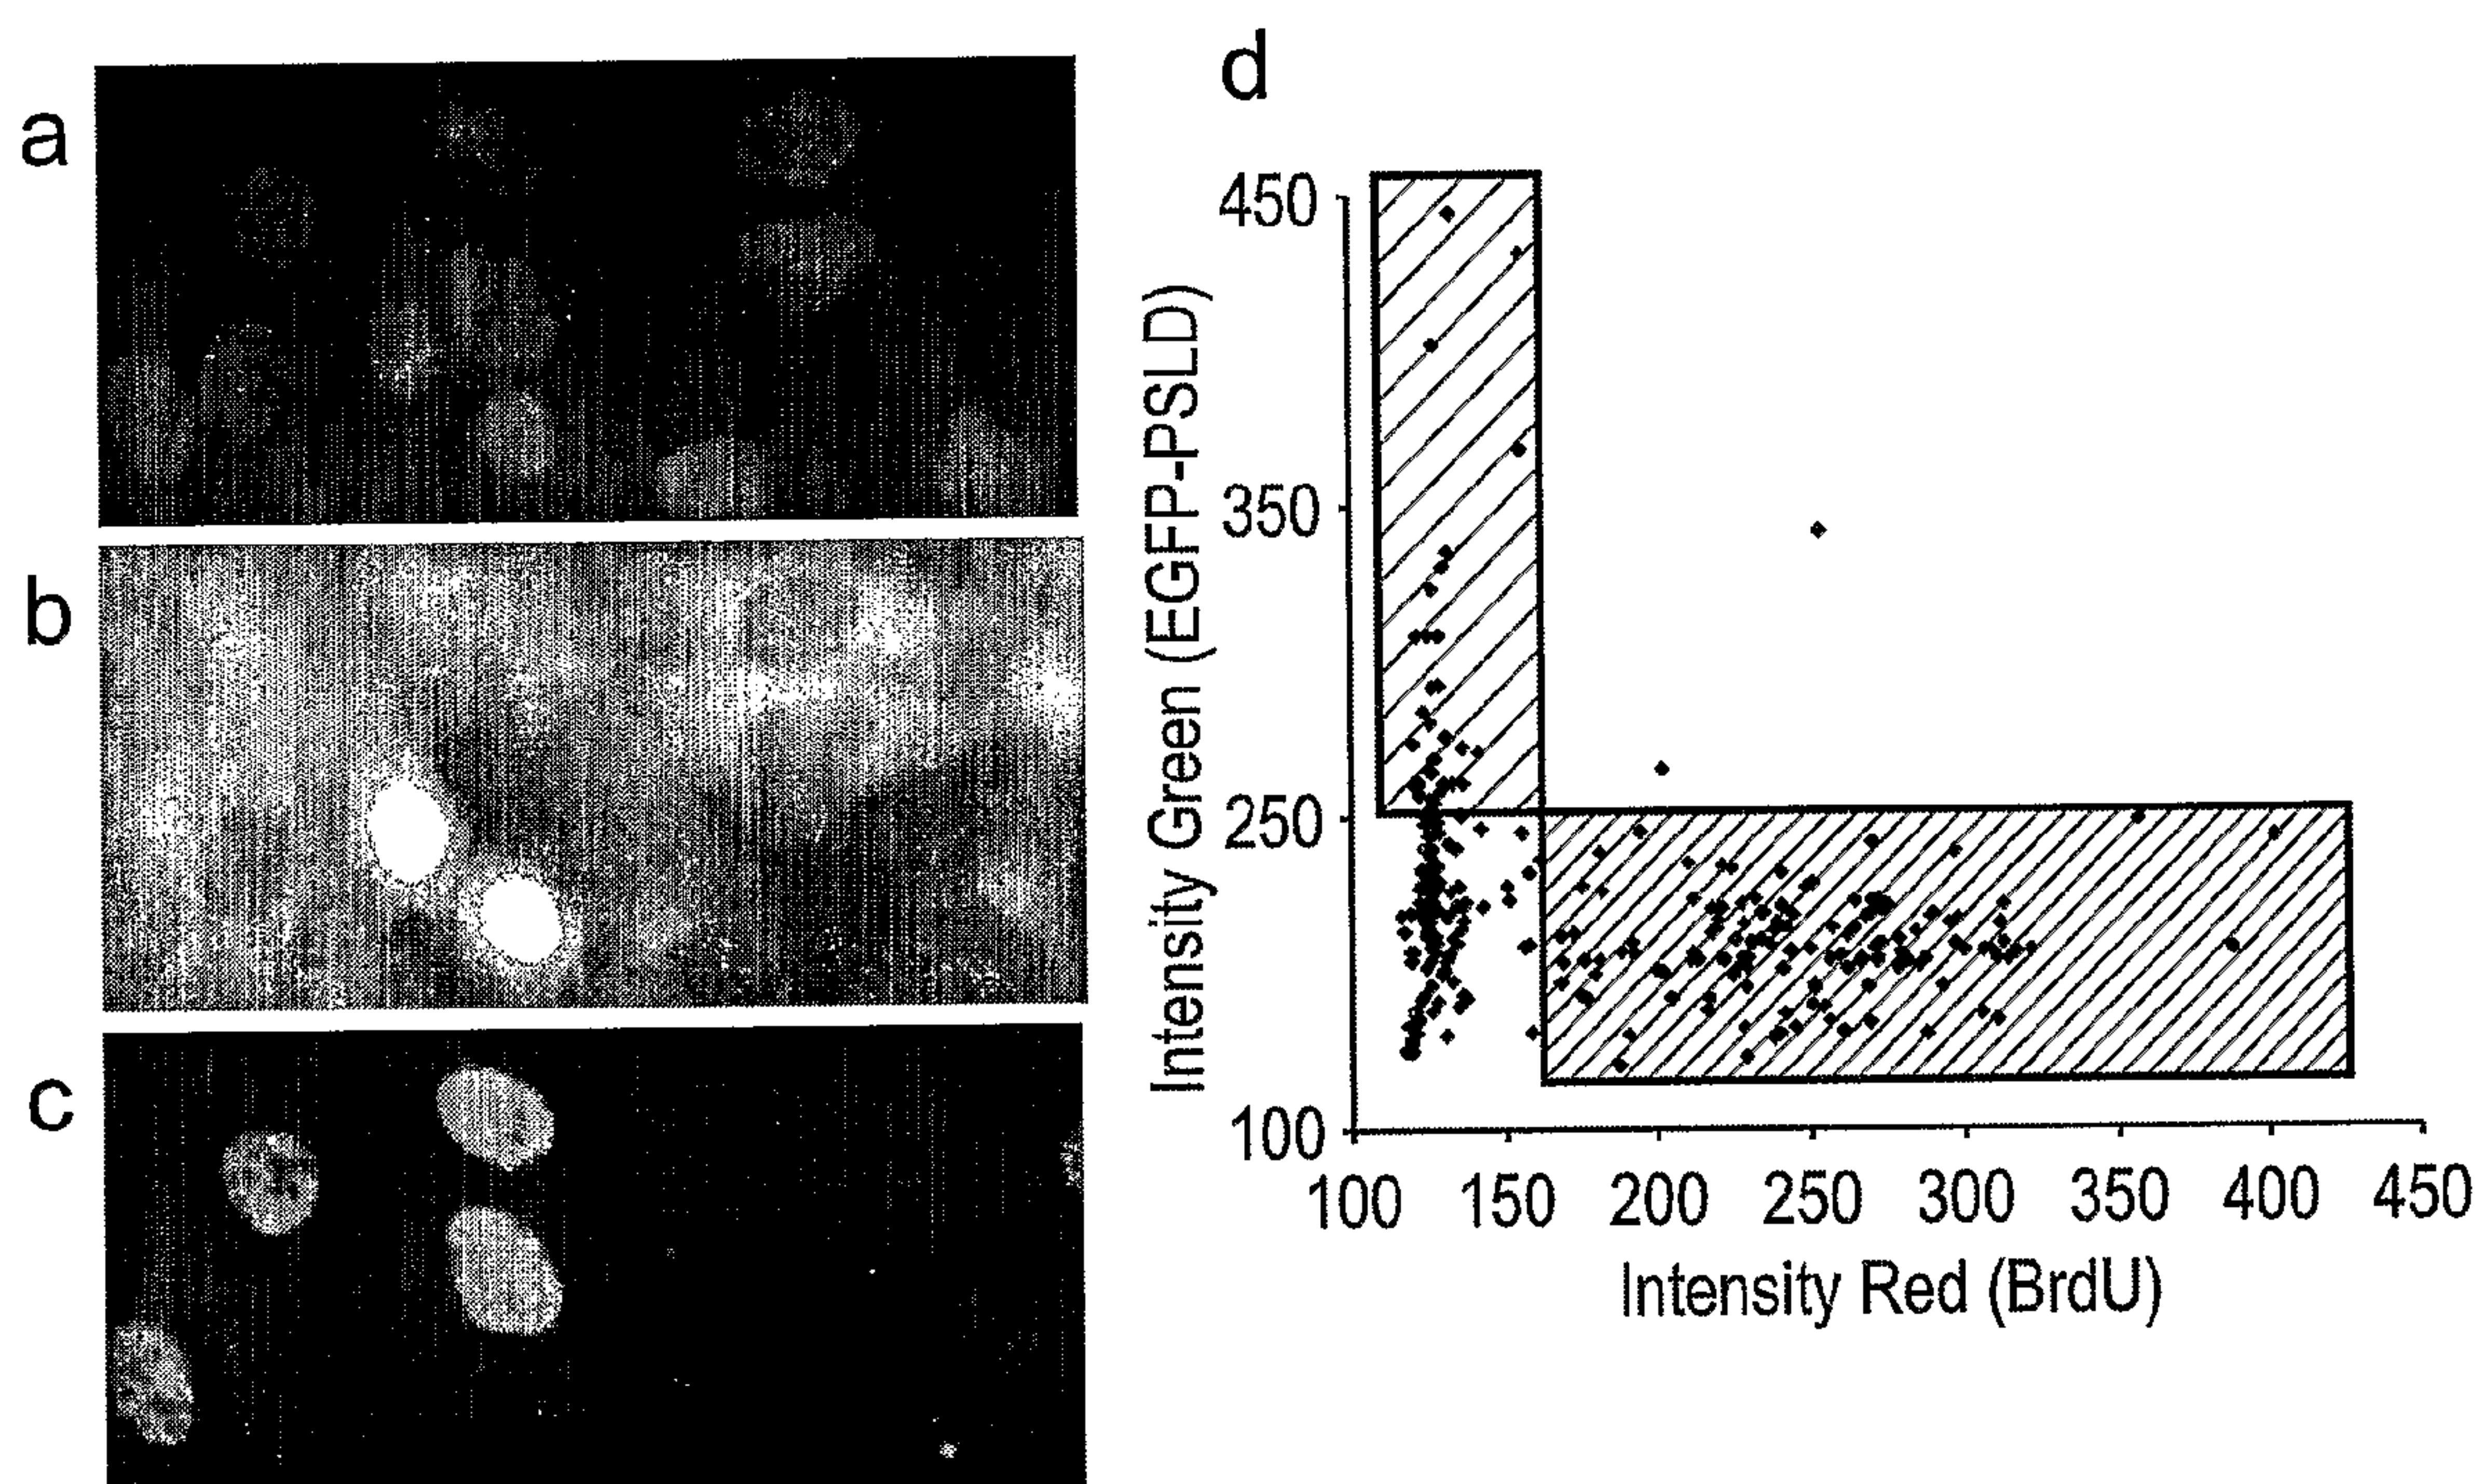 a
b
c
d
Intensity Green (EGFP-PSLD)
450
350
250
100
100 150 200 250 300 350 400 450
Intensity Red (BrdU)